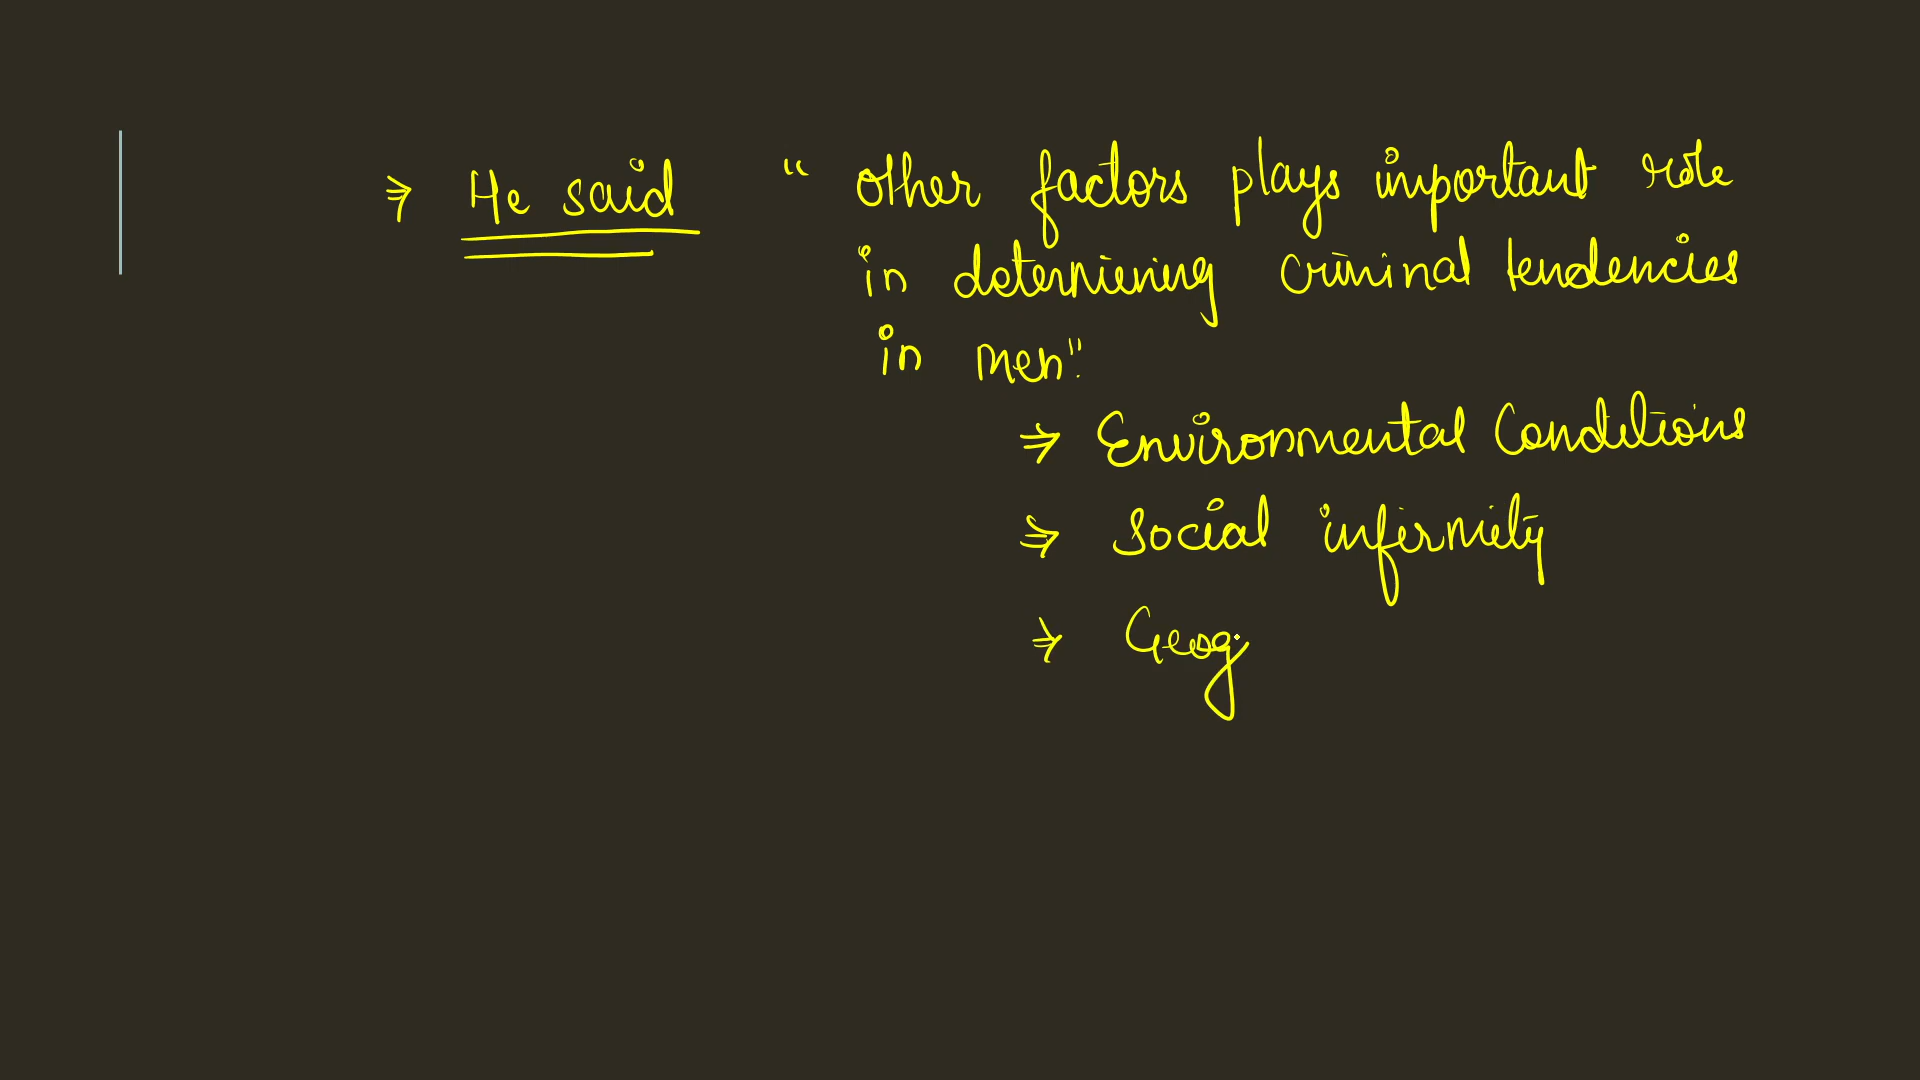 ⇒ He said " other factors plays important role
in determining criminal tendencies
in men".
⇒ Environmental Conditions
⇒ Social infirmity
⇒ Geog